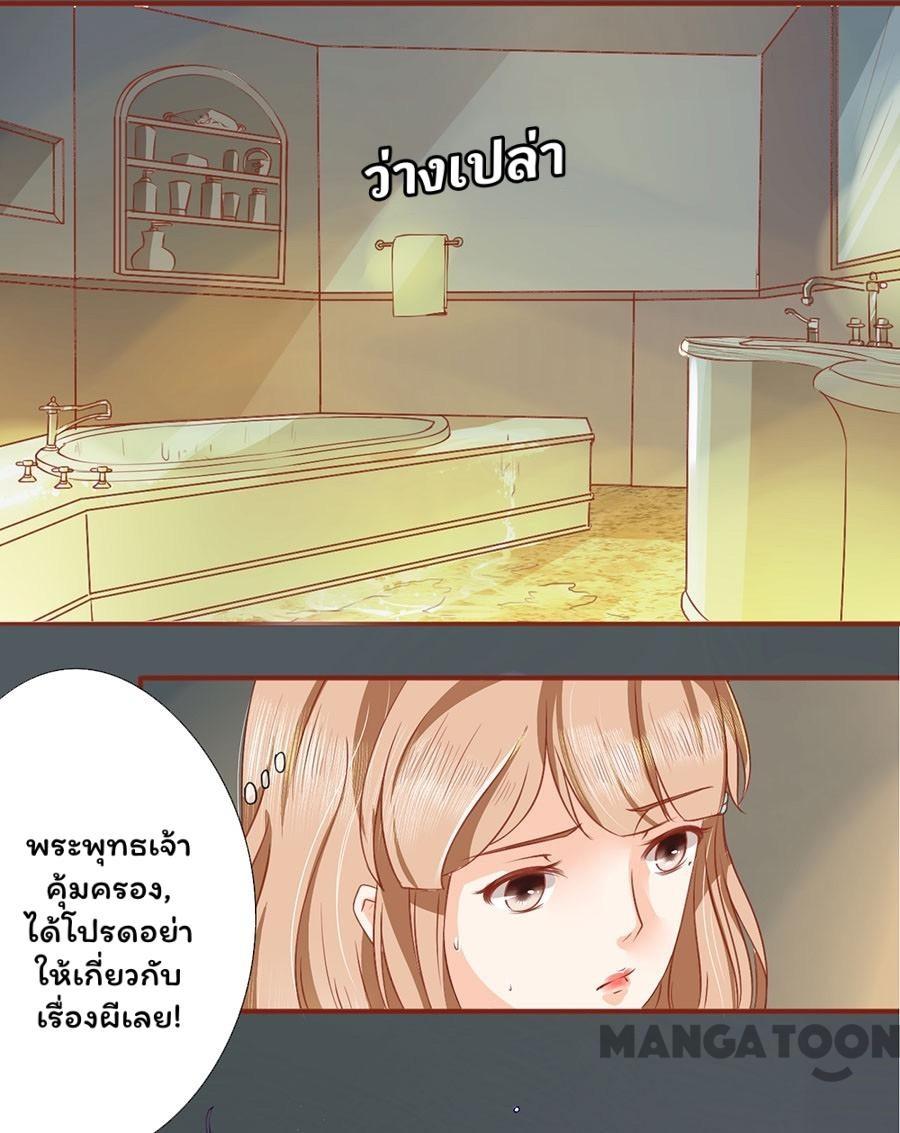 ว่างเปล่า
พระพุทธเจ้า
คุ้มครอง,
ได้โปรดอย่า
ให้เกี่ยวกับ
เรื่องผีเลย!
MANGATOON